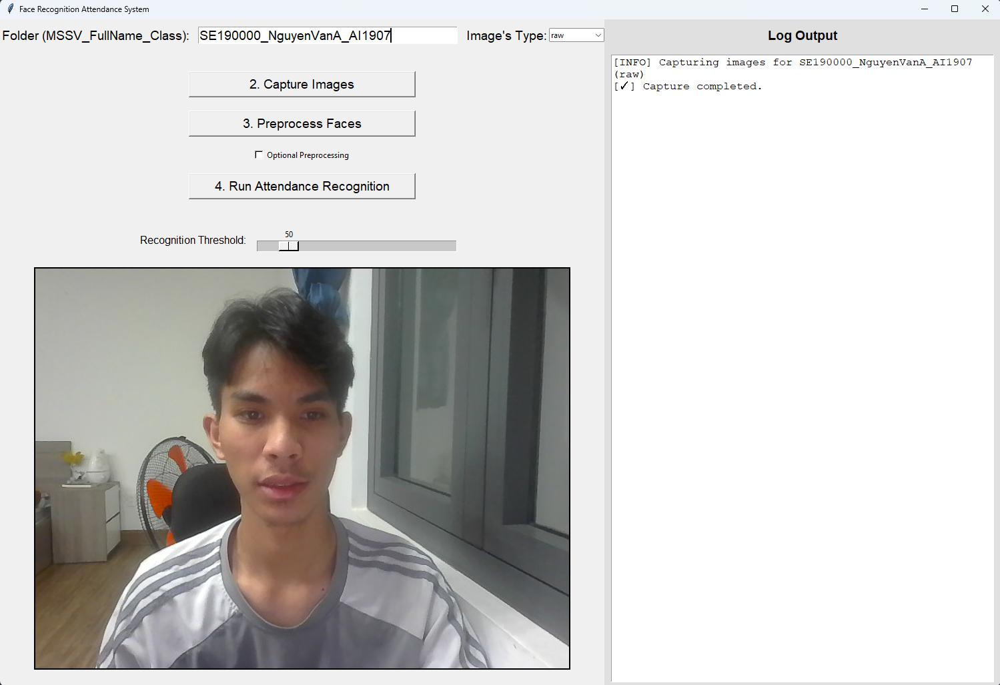 Face Recognition Attendance System
Folder (MSSV_FullName_Class): SE190000_NguyenVanA_AI1907 Image's Type: raw
2. Capture Images
3. Preprocess Faces
Optional Preprocessing
4. Run Attendance Recognition
50
Recognition Threshold:
Log Output
[INFO] Capturing images for SE190000_NguyenVanA_AI1907
(raw)
[✓] Capture completed.